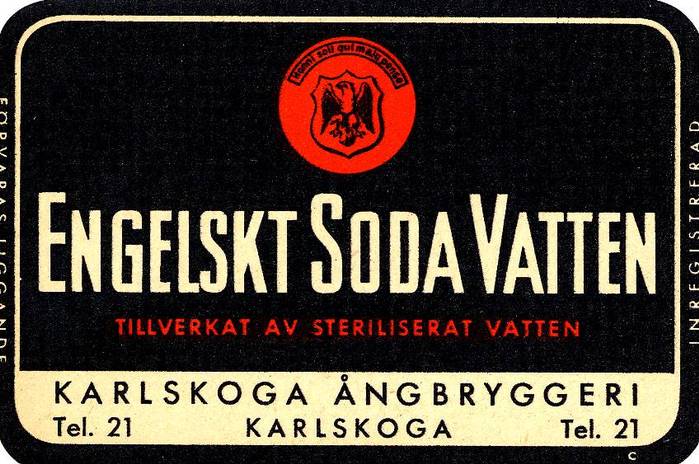 Honni soit qui mal y pense
ENGELSKT SODA VATTEN
TILLVERKAT AV STERILISERAT VATTEN
KARLSKOGA ÅNGBRYGGERI
Tel. 21 KARLSKOGA Tel. 21
FÖRVARAS LIGGANDE
INREGISTRERAD
C